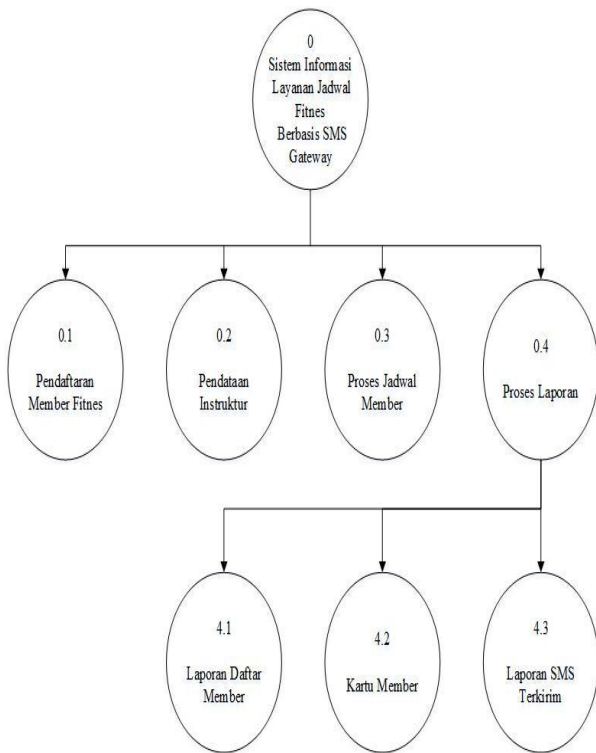 0
Sistem Informasi
Layanan Jadwal
Fitnes
Berbasis SMS
Gateway
0.1
Pendaftaran
Member Fitnes
0.2
Pendataan
Instruktur
0.3
Proses Jadwal
Member
0.4
Proses Laporan
4.1
Laporan Daftar
Member
4.2
Kartu Member
4.3
Laporan SMS
Terkirim